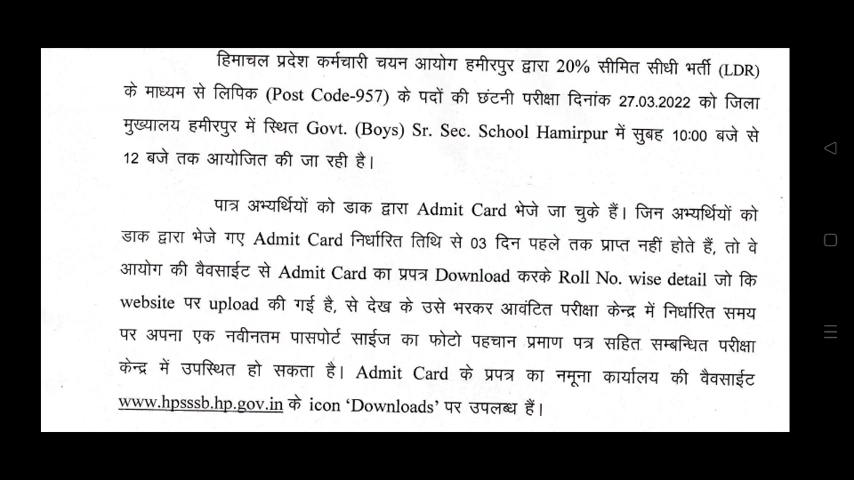 हिमाचल प्रदेश कर्मचारी चयन आयोग हमीरपुर द्वारा 20% सीमित सीधी भर्ती (LDR)
के माध्यम से लिपिक (Post Code-957) के पदों की छंटनी परीक्षा दिनांक 27.03.2022 को जिला
मुख्यालय हमीरपुर में स्थित Govt. (Boys) Sr. Sec. School Hamirpur में सुबह 10:00 बजे से
12 बजे तक आयोजित की जा रही है।
पात्र अभ्यर्थियों को डाक द्वारा Admit Card भेजे जा चुके हैं। जिन अभ्यर्थियों को
डाक द्वारा भेजे गए Admit Card निर्धारित तिथि से 03 दिन पहले तक प्राप्त नहीं होते हैं, तो वे
आयोग की वैवसाईट से Admit Card का प्रपत्र Download करके Roll No. wise detail जो कि
website पर upload की गई है, से देख के उसे भरकर आवंटित परीक्षा केन्द्र में निर्धारित समय
पर अपना एक नवीनतम पासपोर्ट साईज का फोटो पहचान प्रमाण पत्र सहित सम्बन्धित परीक्षा
केन्द्र में उपस्थित हो सकता है। Admit Card के प्रपत्र का नमूना कार्यालय की वैवसाईट
www.hpsssb.hp.gov.in के icon ‘Downloads’ पर उपलब्ध हैं।